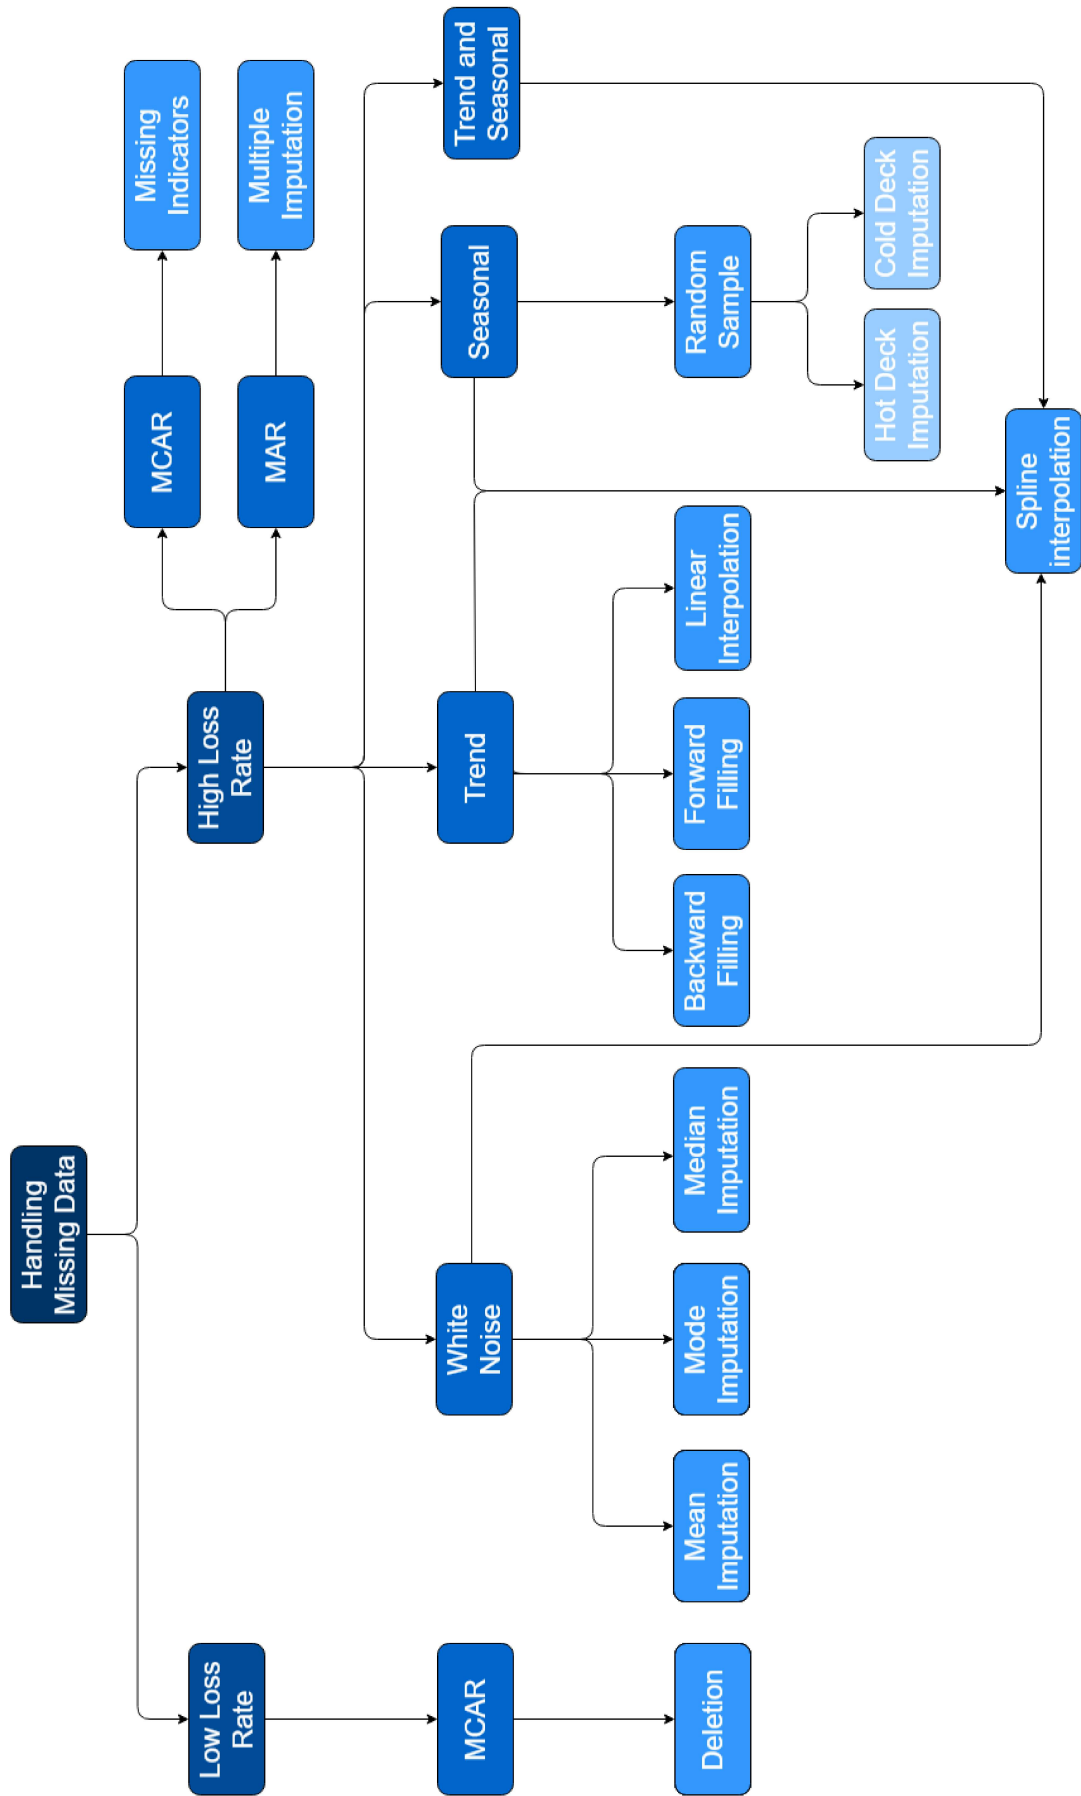 Handling
Missing Data
Low Loss
Rate
High Loss
Rate
MCAR
Missing
Indicators
MAR
Multiple
Imputation
MCAR
White
Noise
Trend
Seasonal
Trend and
Seasonal
Deletion
Mean
Imputation
Mode
Imputation
Median
Imputation
Backward
Filling
Forward
Filling
Linear
Interpolation
Random
Sample
Hot Deck
Imputation
Cold Deck
Imputation
Spline
interpolation